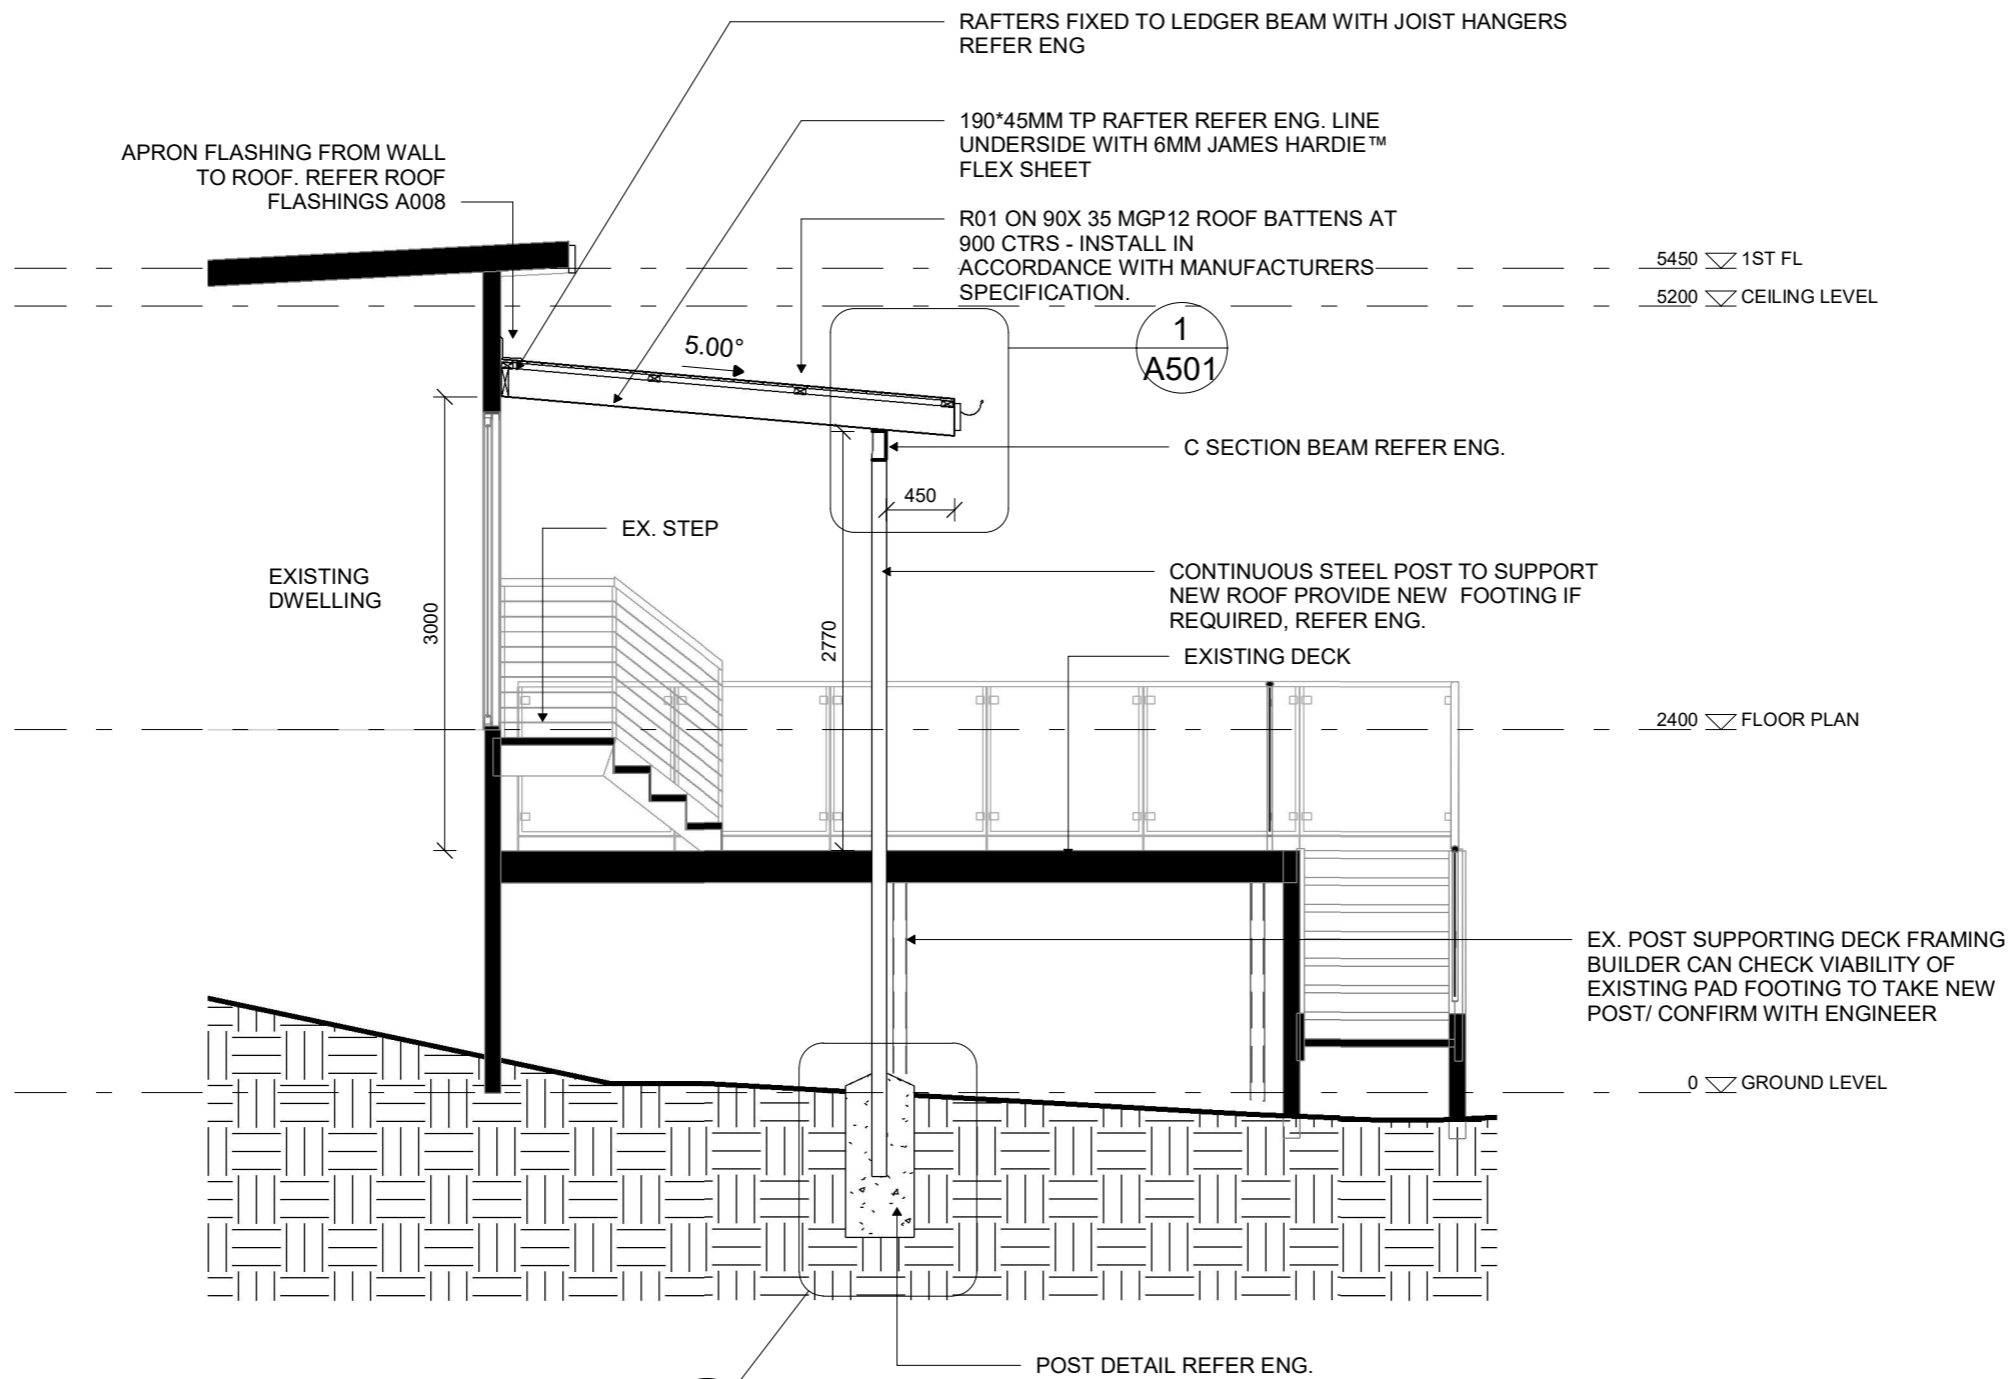 RAFTERS FIXED TO LEDGER BEAM WITH JOIST HANGERS
REFER ENG
190*45MM TP RAFTER REFER ENG. LINE
UNDERSIDE WITH 6MM JAMES HARDIE™
FLEX SHEET
APRON FLASHING FROM WALL
TO ROOF. REFER ROOF
FLASHINGS A008
R01 ON 90X 35 MGP12 ROOF BATTENS AT
900 CTRS - INSTALL IN
ACCORDANCE WITH MANUFACTURERS
SPECIFICATION.
5450 1ST FL
5200 CEILING LEVEL
1
A501
5.00°
C SECTION BEAM REFER ENG.
450
EX. STEP
EXISTING
DWELLING
3000
2770
CONTINUOUS STEEL POST TO SUPPORT
NEW ROOF PROVIDE NEW FOOTING IF
REQUIRED, REFER ENG.
EXISTING DECK
2400 FLOOR PLAN
EX. POST SUPPORTING DECK FRAMING
BUILDER CAN CHECK VIABILITY OF
EXISTING PAD FOOTING TO TAKE NEW
POST/ CONFIRM WITH ENGINEER
0 GROUND LEVEL
POST DETAIL REFER ENG.